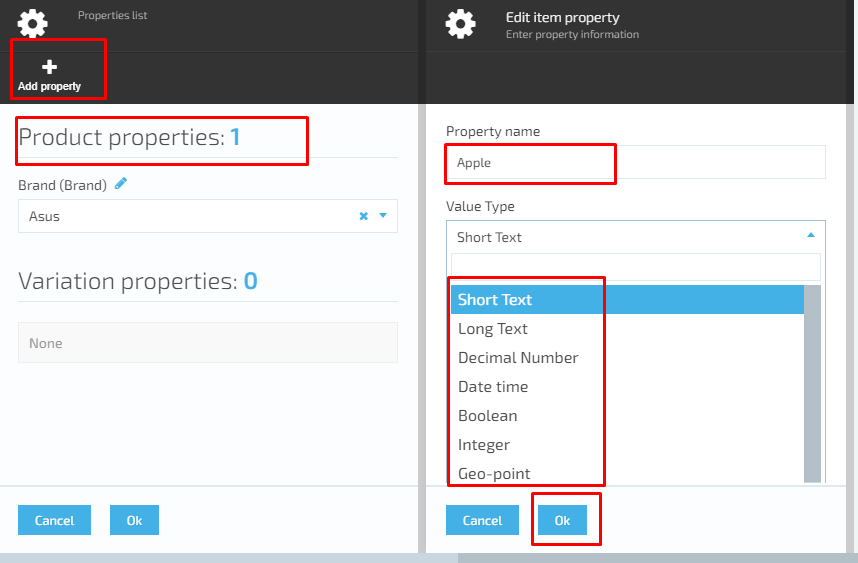 Properties list
Add property
Product properties: 1
Brand (Brand)
Asus
Variation properties: 0
None
Cancel
Ok
Edit item property
Enter property information
Property name
Apple
Value Type
Short Text
Short Text
Long Text
Decimal Number
Date time
Boolean
Integer
Geo-point
Cancel
Ok